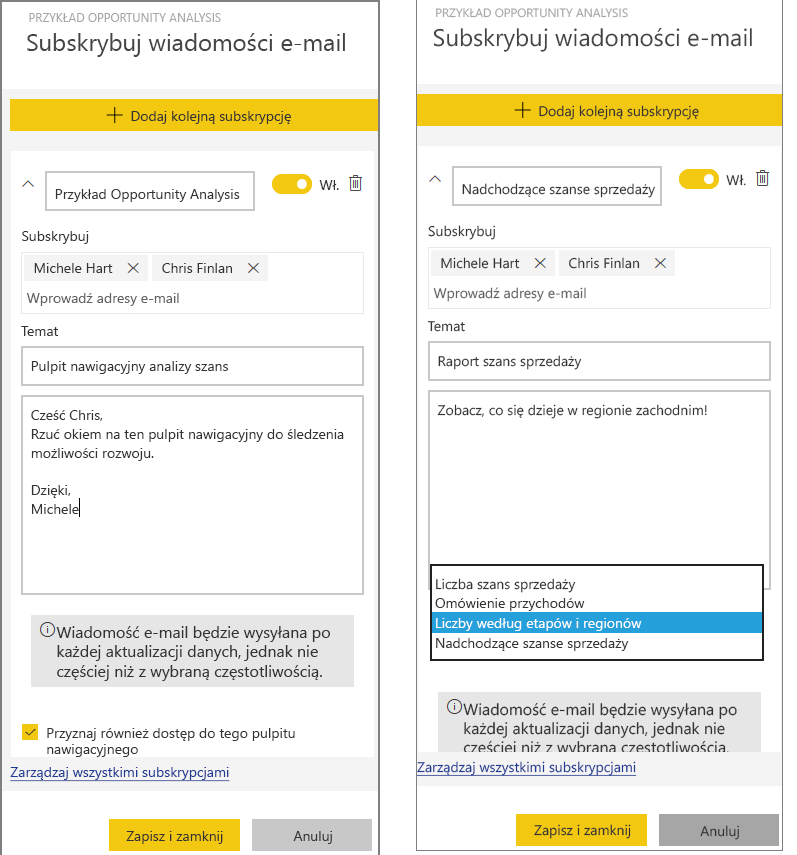 PRZYKŁAD OPPORTUNITY ANALYSIS
Subskrybuj wiadomości e-mail
Dodaj kolejną subskrypcję
Przykład Opportunity Analysis
Wł.
Subskrybuj
Michele Hart
Chris Finlan
Wprowadź adresy e-mail
Temat
Pulpit nawigacyjny analizy szans
Cześć Chris,
Rzuć okiem na ten pulpit nawigacyjny do śledzenia
możliwości rozwoju.
Dzięki,
Michele
Wiadomość e-mail będzie wysyłana po
każdej aktualizacji danych, jednak nie
częściej niż z wybraną częstotliwością.
Przyznaj również dostęp do tego pulpitu
nawigacyjnego
Zarządzaj wszystkimi subskrypcjami
Zapisz i zamknij
Anuluj
PRZYKŁAD OPPORTUNITY ANALYSIS
Subskrybuj wiadomości e-mail
Dodaj kolejną subskrypcję
Nadchodzące szanse sprzedaży
Wł.
Subskrybuj
Michele Hart
Chris Finlan
Wprowadź adresy e-mail
Temat
Raport szans sprzedaży
Zobacz, co się dzieje w regionie zachodnim!
Liczba szans sprzedaży
Omówienie przychodów
Liczby według etapów i regionów
Nadchodzące szanse sprzedaży
Wiadomość e-mail będzie wysyłana po
każdej aktualizacji danych, jednak nie
częściej niż z wybraną częstotliwością.
Zarządzaj wszystkimi subskrypcjami
Zapisz i zamknij
Anuluj